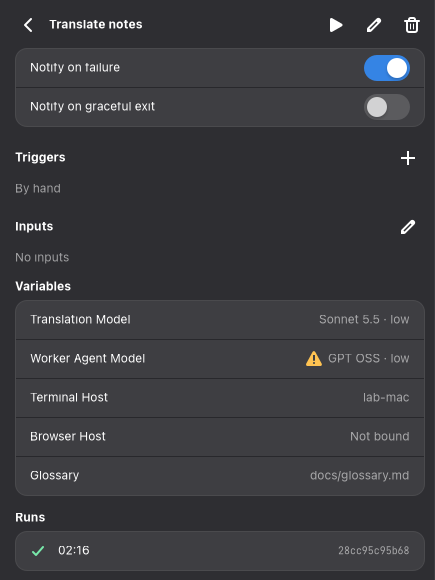 Translate notes
Notify on failure
Notify on graceful exit
Triggers
By hand
Inputs
No inputs
Variables
Translation Model Sonnet 5.5 · low
Worker Agent Model GPT OSS · low
Terminal Host lab-mac
Browser Host Not bound
Glossary docs/glossary.md
Runs
02:16 28cc95c95b68